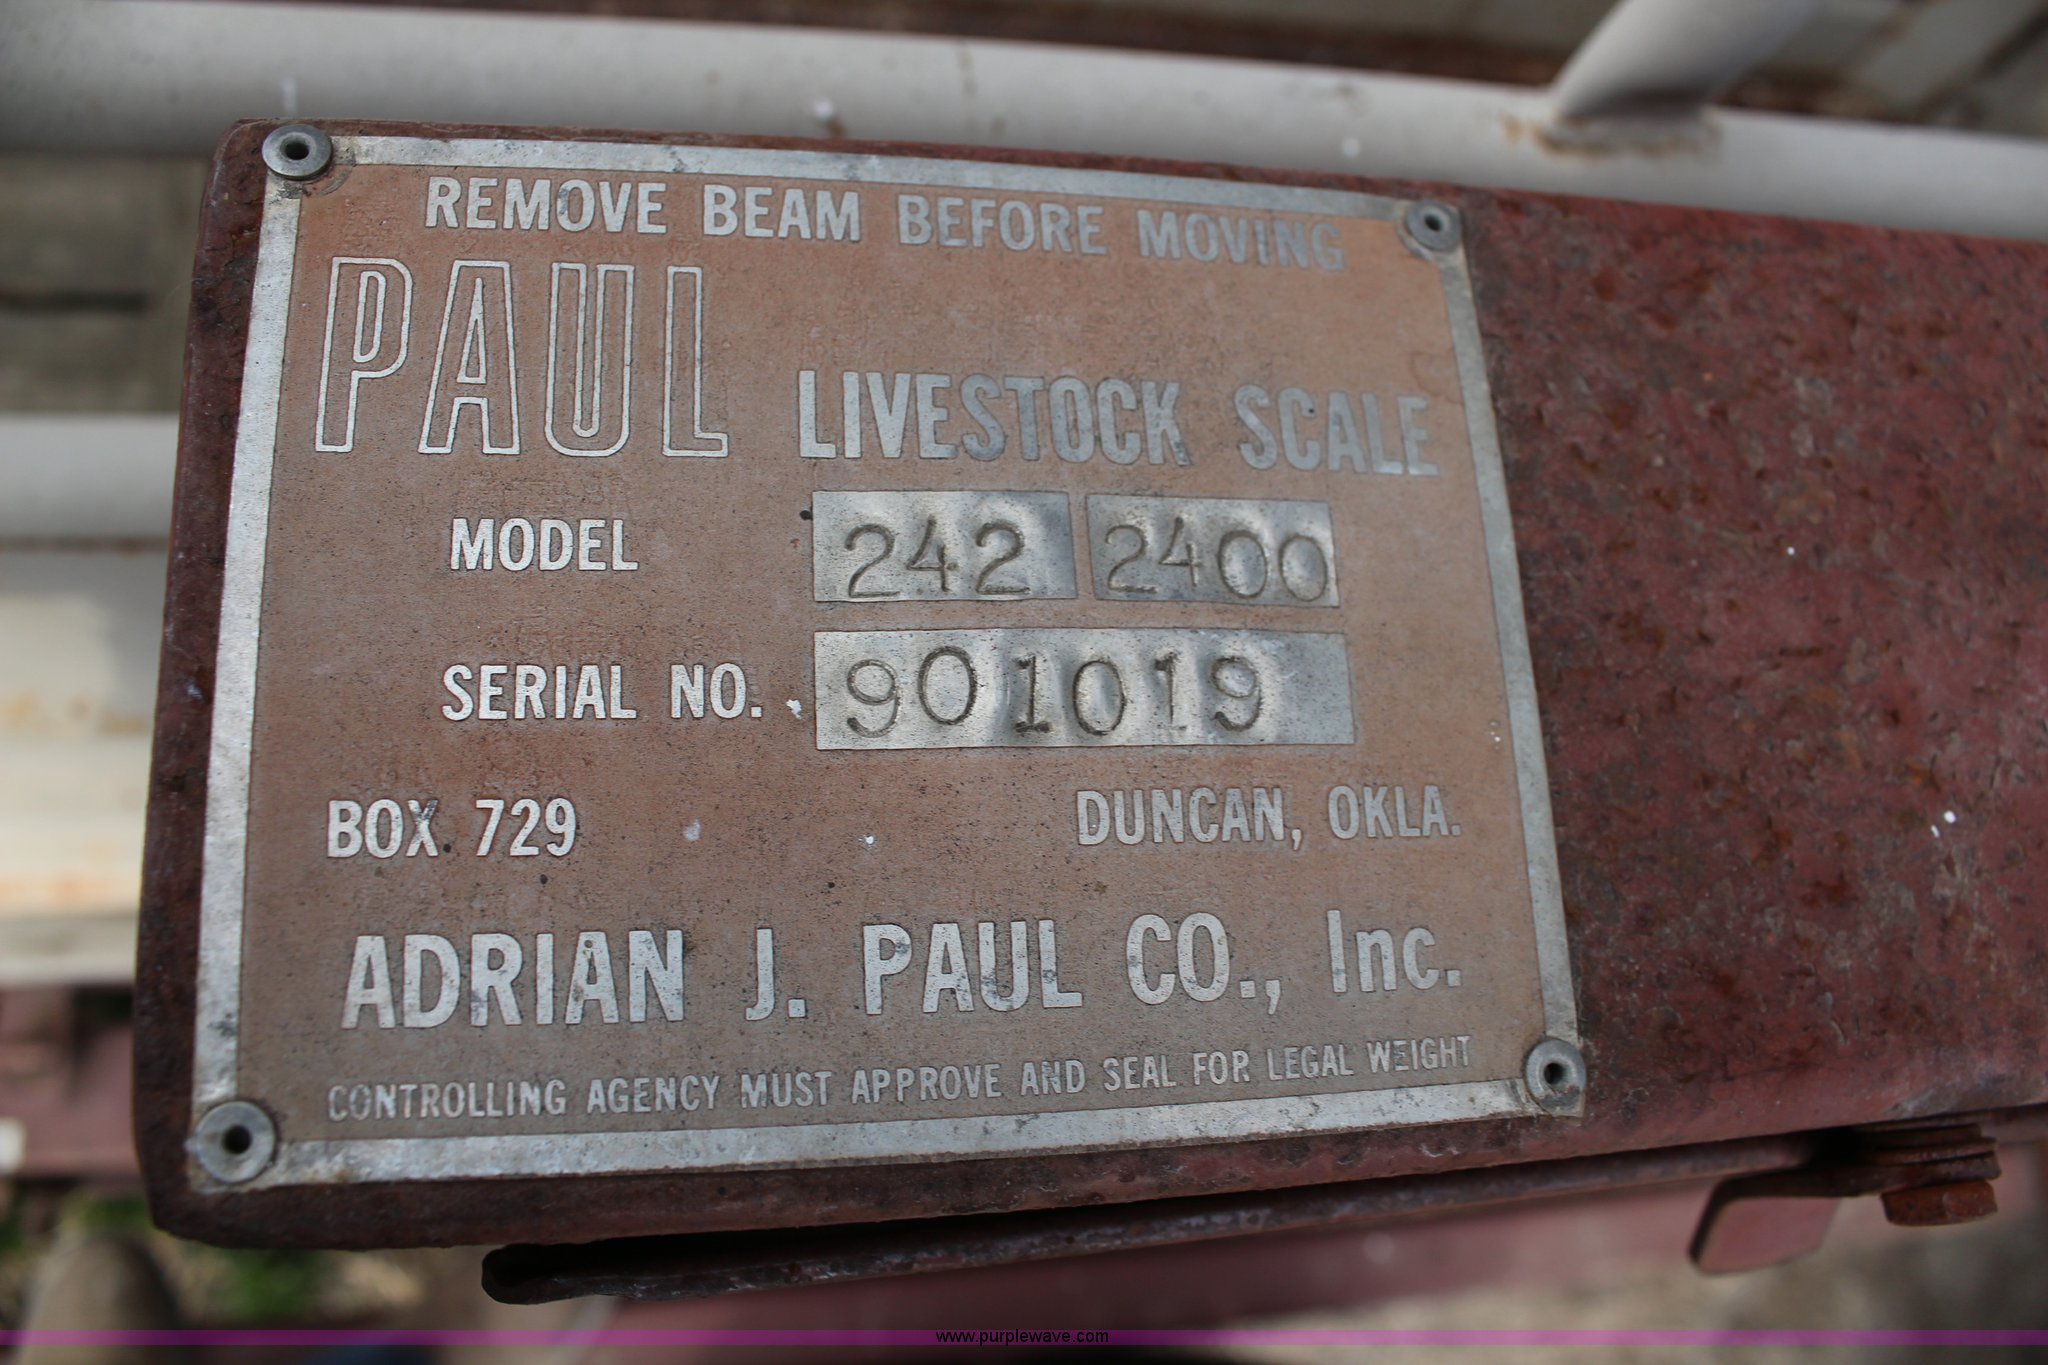 REMOVE BEAM BEFORE MOVING
PAUL LIVESTOCK SCALE
MODEL 242 2400
SERIAL NO. 901019
BOX 729 DUNCAN, OKLA.
ADRIAN J. PAUL CO., Inc.
CONTROLLING AGENCY MUST APPROVE AND SEAL FOR LEGAL WEIGHT
www.purplewave.com